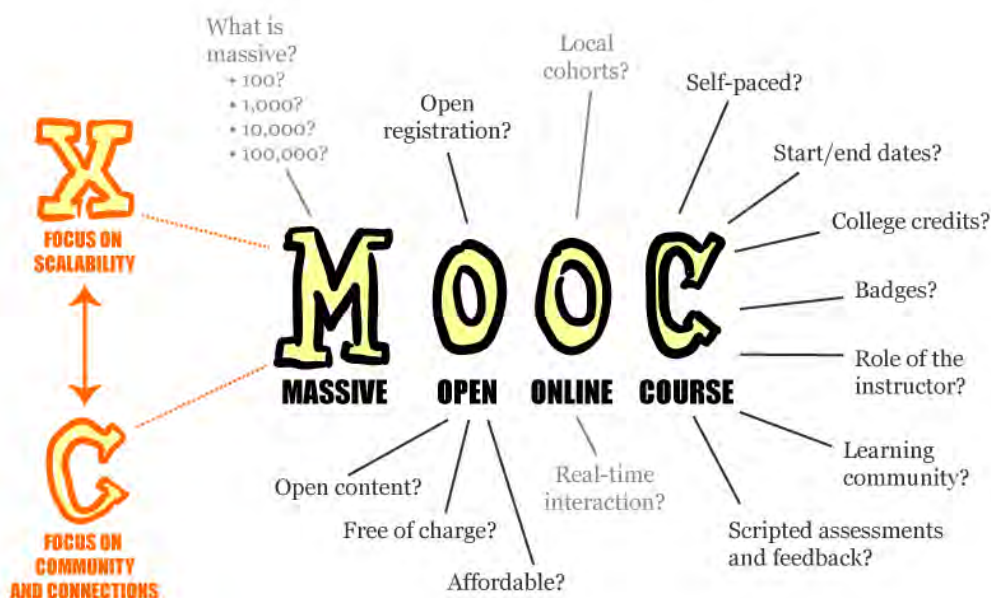 What is
massive?
+ 100?
• 1,000?
• 10,000?
• 100,000?
Open
registration?
Local
cohorts?
Self-paced?
Start/end dates?
College credits?
Badges?
Role of the
instructor?
Learning
community?
Scripted assessments
and feedback?
X
FOCUS ON
SCALABILITY
C
FOCUS ON
COMMUNITY
AND CONNECTIONS
MOOC
MASSIVE OPEN ONLINE COURSE
Open content?
Free of charge?
Affordable?
Real-time
interaction?